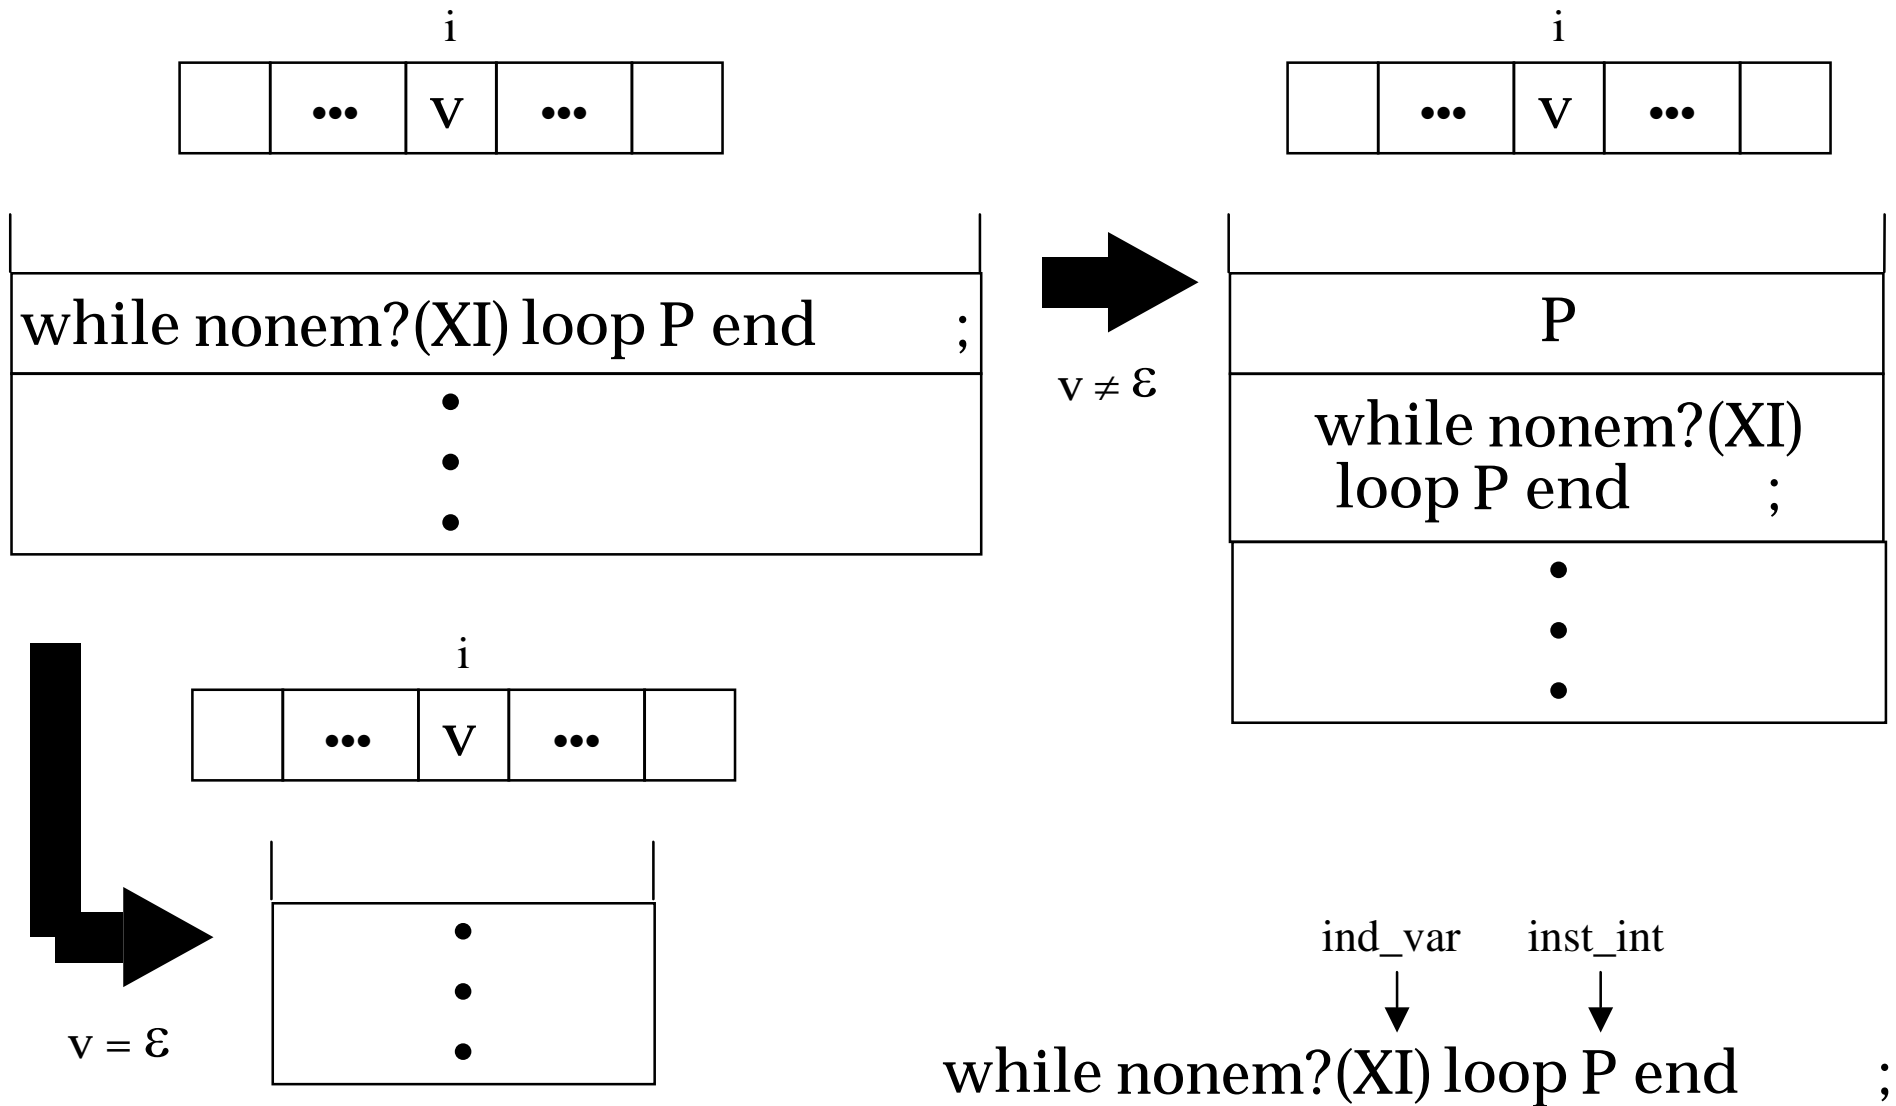 i
••• v •••
while nonem?(XI) loop P end ;
v ≠ ε
i
••• v •••
P
while nonem?(XI)
loop P end ;
i
••• v •••
v = ε
ind_var inst_int
while nonem?(XI) loop P end ;